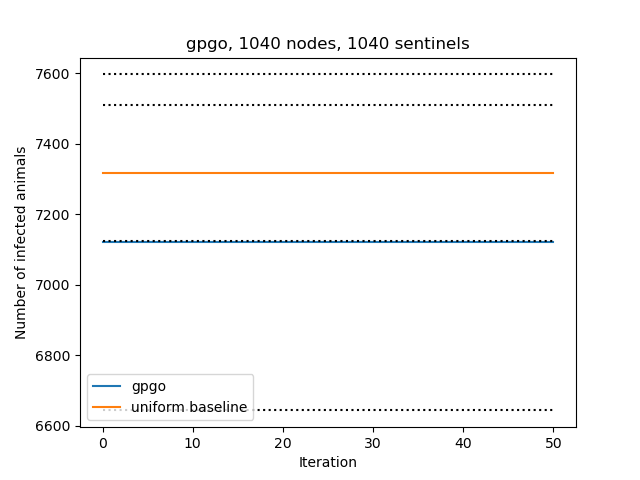 gpgo, 1040 nodes, 1040 sentinels
Number of infected animals
7600
7400
7200
7000
6800
6600
gpgo
uniform baseline
0 10 20 30 40 50
Iteration